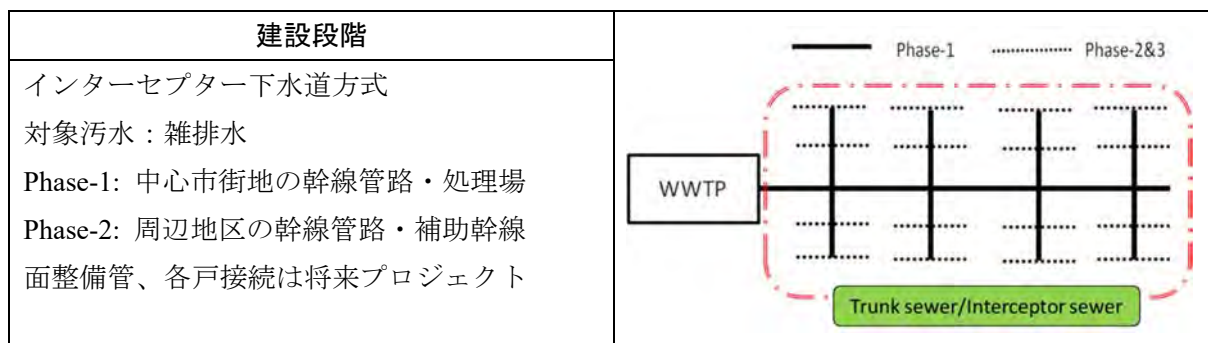 建設段階
インターセプター下水道方式
対象汚水：雑排水
Phase-1: 中心市街地の幹線管路・処理場
Phase-2: 周辺地区の幹線管路・補助幹線
面整備管、各戸接続は将来プロジェクト
Phase-1 Phase-2&3
WWTP
Trunk sewer/Interceptor sewer